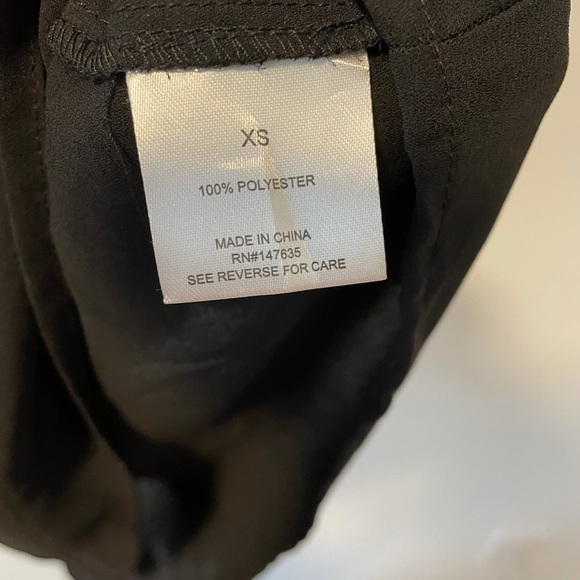 XS
100% POLYESTER
MADE IN CHINA
RN#147635
SEE REVERSE FOR CARE